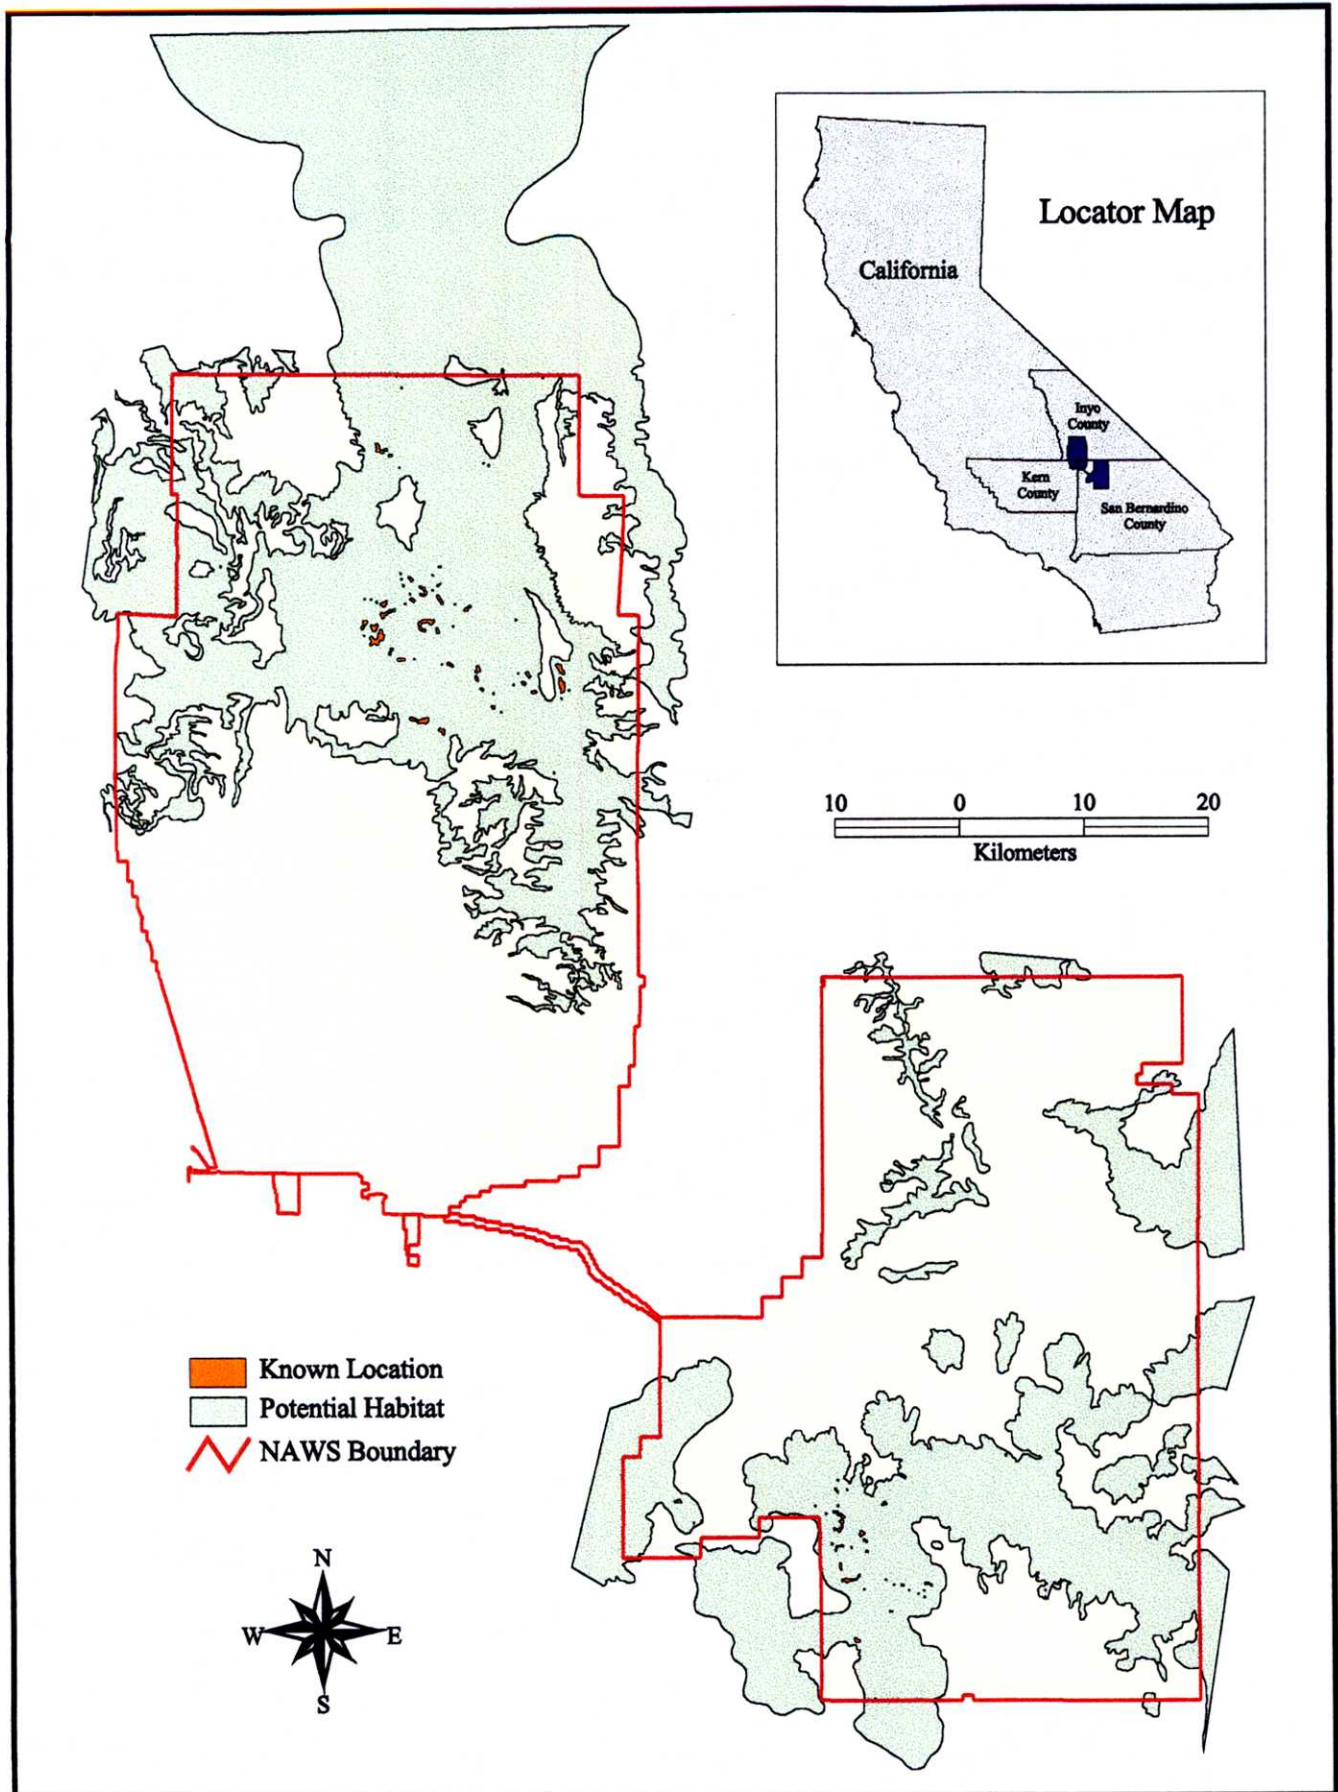 Locator Map
California
Inyo
County
Kern
County
San Bernardino
County
10 0 10 20
Kilometers
Known Location
Potential Habitat
NAWS Boundary
N
W E
S